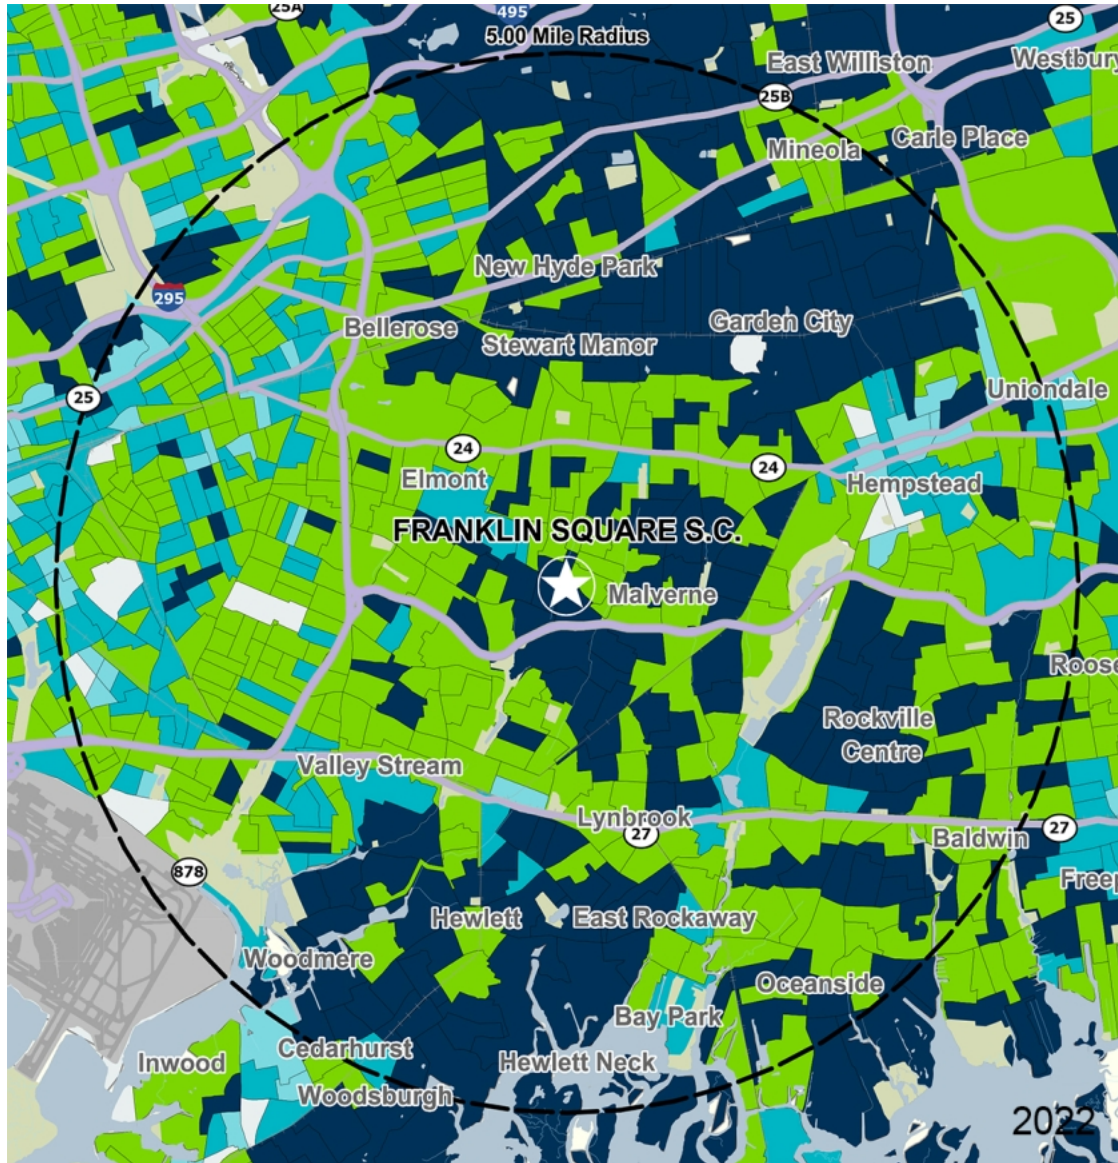 25A
495
25
5.00 Mile Radius
East Williston
Westbury
25B
Carle Place
Mineola
New Hyde Park
295
Garden City
Bellerose
Stewart Manor
25
Uniondale
24
24
Elmont
Hempstead
FRANKLIN SQUARE S.C.
Malverne
Roose
Rockville
Centre
Valley Stream
Lynbrook
27
27
Baldwin
878
Freep
Hewlett
East Rockaway
Woodmere
Oceanside
Bay Park
Cedarhurst
Inwood
Hewlett Neck
Woodsburgh
2022